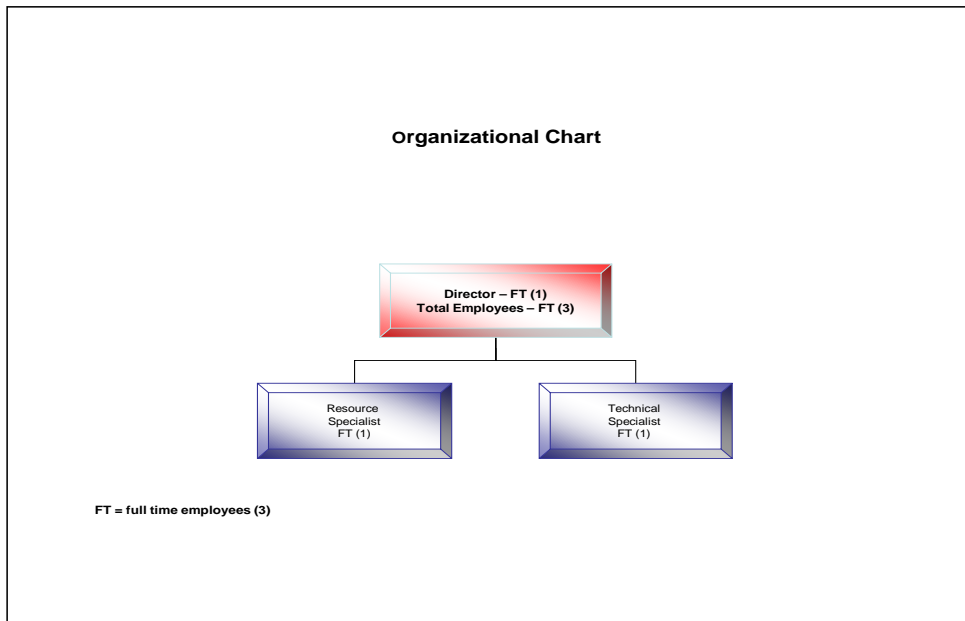 Organizational Chart
Director – FT (1)
Total Employees – FT (3)
Resource
Specialist
FT (1)
Technical
Specialist
FT (1)
FT = full time employees (3)